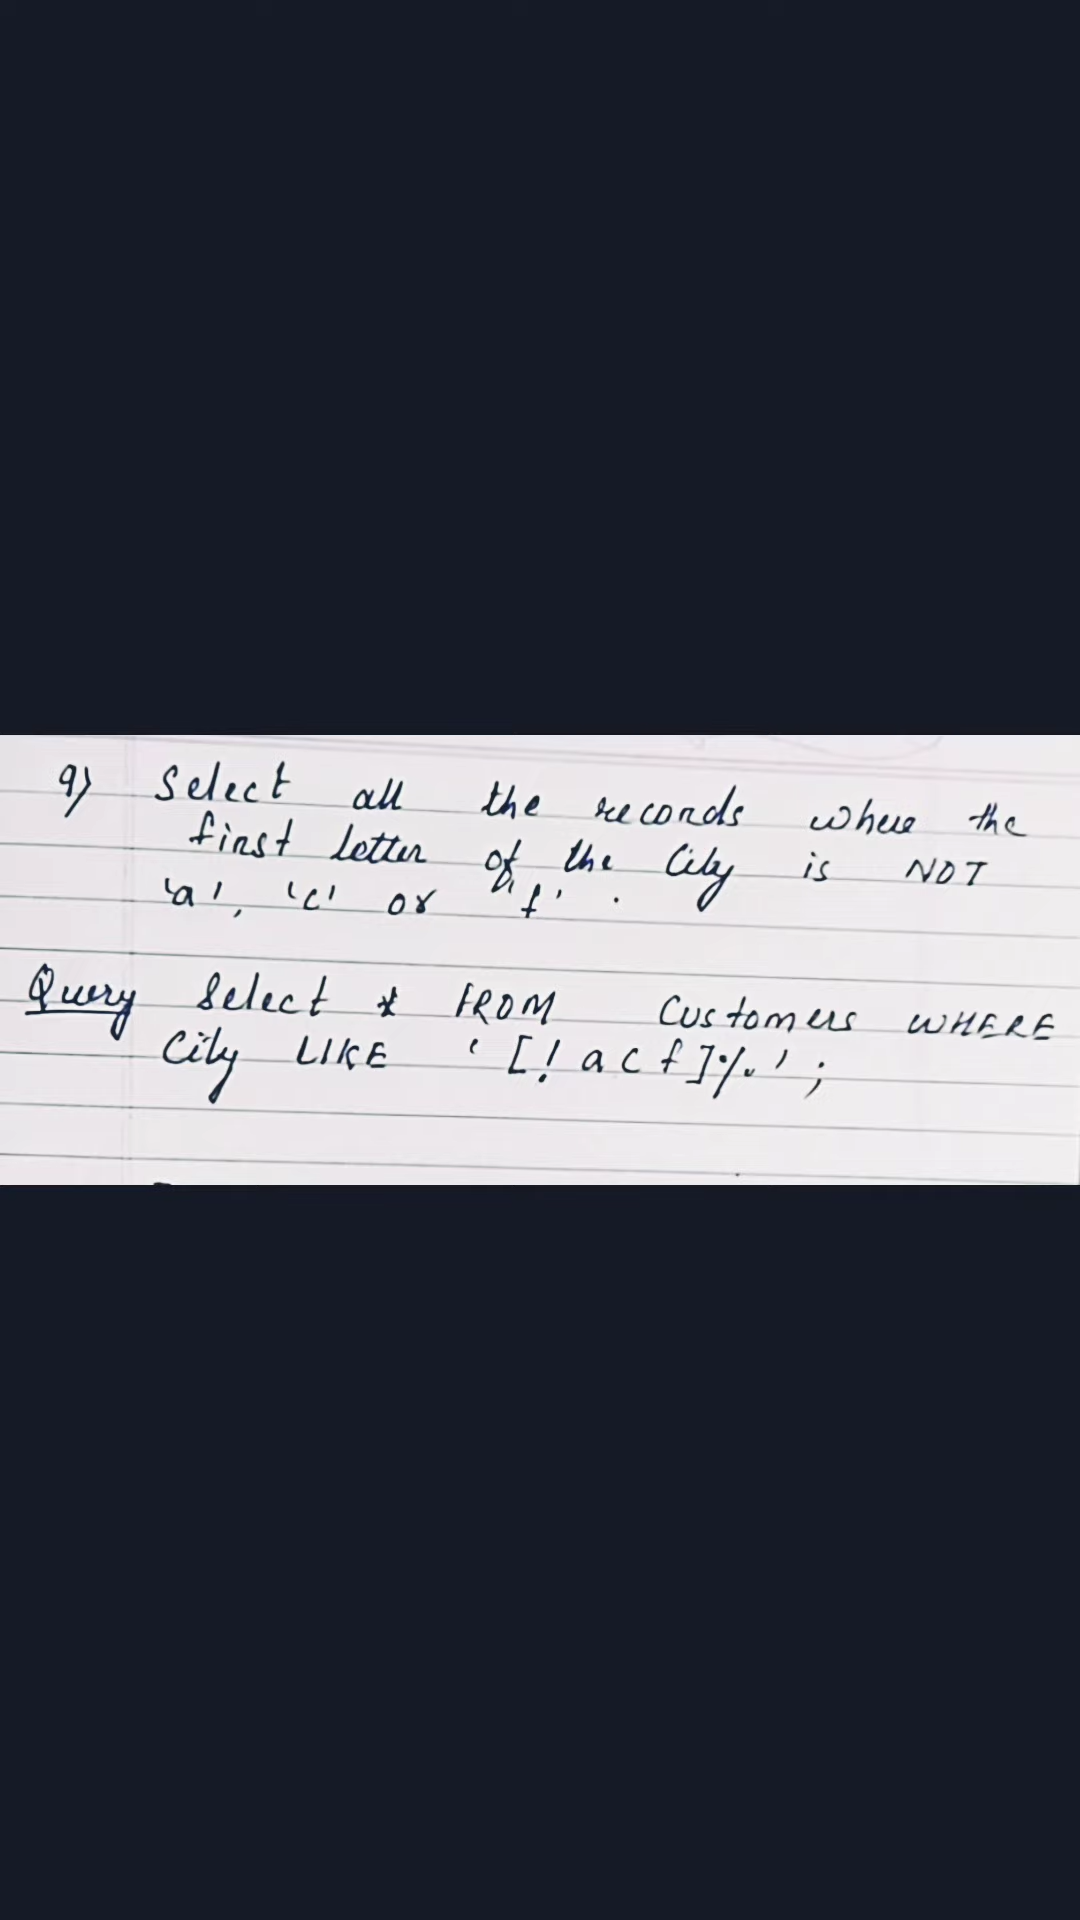 9) Select all the records where the
first letter of the City is NOT
'a', 'c' or 'f'.
Query Select * FROM Customers WHERE
City LIKE '[!acf]%';